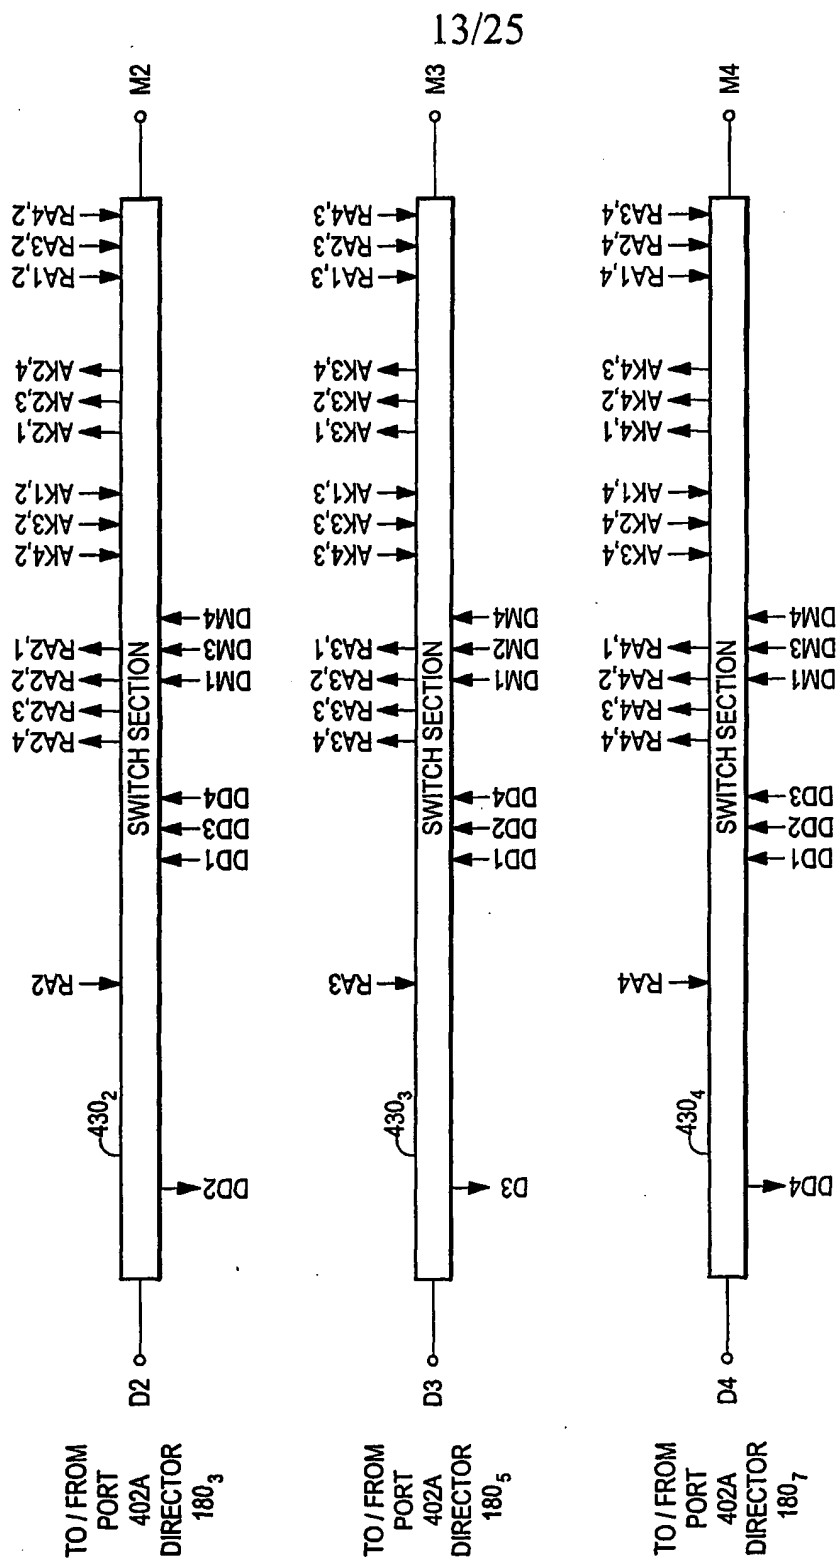 13/25
M2
RA4,2
RA3,2
RA1,2
AK2,4
AK2,3
AK2,1
AK1,2
AK3,2
AK4,2
RA2,1
RA2,2
RA2,3
RA2,4
DM4
DM3
DM1
SWITCH SECTION
DD4
DD3
DD1
RA2
430₂
DD2
D2
TO / FROM
PORT
402A
DIRECTOR
180₃
M3
RA4,3
RA2,3
RA1,3
AK3,4
AK3,2
AK3,1
AK1,3
AK3,3
AK4,3
RA3,1
RA3,2
RA3,3
RA3,4
DM4
DM2
DM1
SWITCH SECTION
DD4
DD2
DD1
RA3
430₃
D3
D3
TO / FROM
PORT
402A
DIRECTOR
180₅
M4
RA3,4
RA2,4
RA1,4
AK4,3
AK4,2
AK4,1
AK1,4
AK2,4
AK3,4
RA4,1
RA4,2
RA4,3
RA4,4
DM4
DM3
DM1
SWITCH SECTION
DD3
DD2
DD1
RA4
430₄
DD4
D4
TO / FROM
PORT
402A
DIRECTOR
180₇